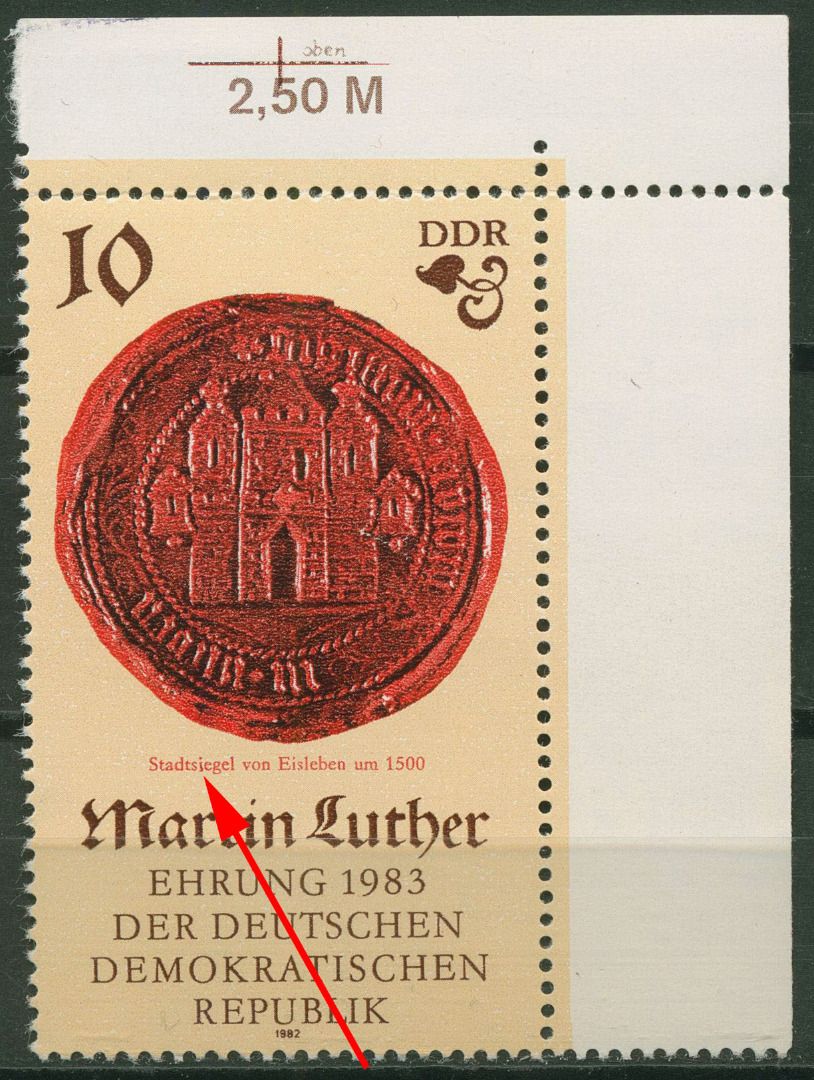 oben
2,50 M
10
DDR
Stadtsiegel von Eisleben um 1500
Martin Luther
EHRUNG 1983
DER DEUTSCHEN
DEMOKRATISCHEN
REPUBLIK
1982